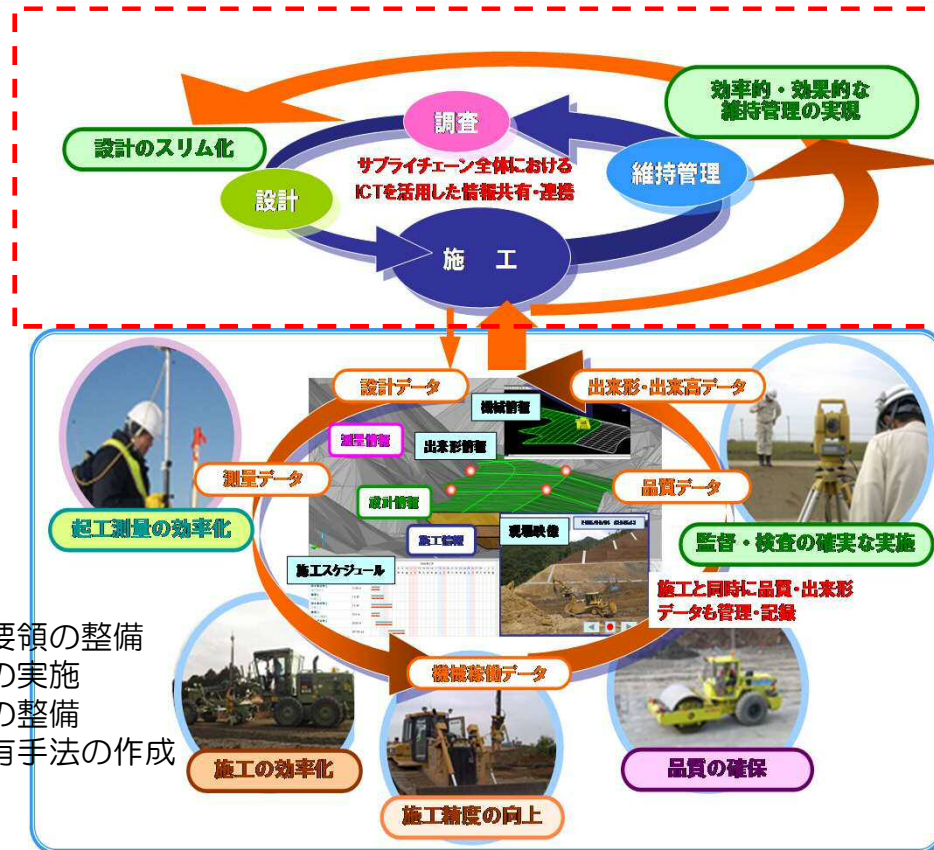 効率的・効果的な
維持管理の実現
調査
設計のスリム化
サプライチェーン全体における
ICTを活用した情報共有・連携
維持管理
設計
施 工
設計データ
出来形・出来高データ
機械情報
測量情報
出来形情報
測量データ
品質データ
設計情報
起工測量の効率化
施工情報
現場映像
監督・検査の確実な実施
施工スケジュール
施工と同時に品質・出来形
データも管理・記録
要領の整備
の実施
の整備
有手法の作成
機械稼働データ
施工の効率化
品質の確保
施工精度の向上